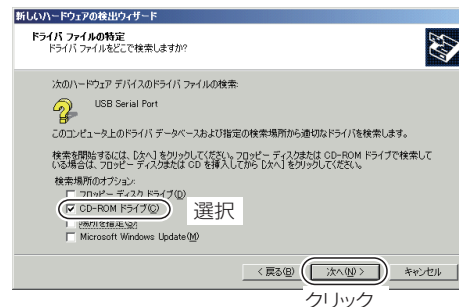 新しいハードウェアの検出ウィザード
ドライバ ファイルの特定
ドライバ ファイルをどこで検索しますか?
次のハードウェア デバイスのドライバ ファイルの検索:
USB Serial Port
このコンピュータ上のドライバ データベースおよび指定の検索場所から適切なドライバを検索します。
検索を開始するには、[次へ] をクリックしてください。フロッピー ディスクまたは CD-ROM ドライブで検索して
いる場合は、フロッピー ディスクまたは CD を挿入してから [次へ] をクリックしてください。
検索場所のオプション:
フロッピー ディスク ドライブ(D)
CD-ROM ドライブ(C) 選択
場所を指定(S)
Microsoft Windows Update(M)
< 戻る(B) 次へ(N) > キャンセル
クリック